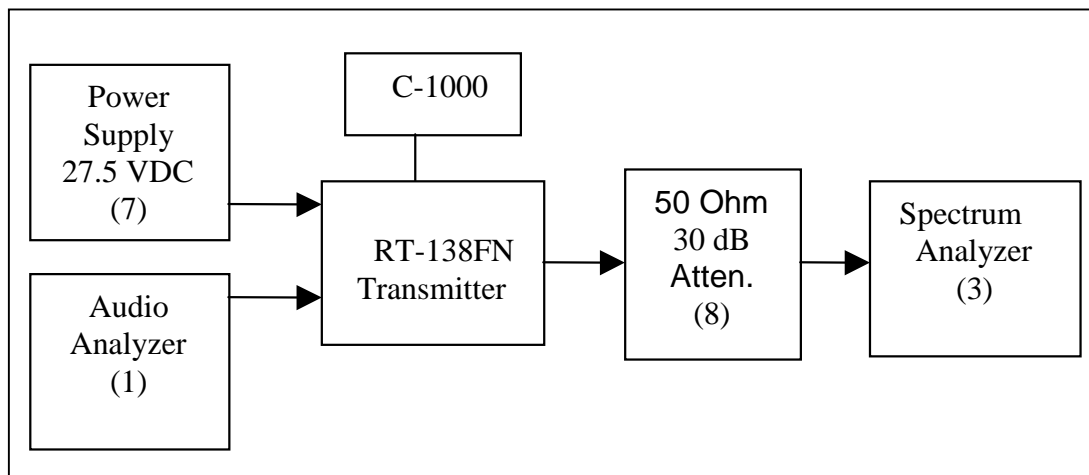 Power
Supply
27.5 VDC
(7)
C-1000
Audio
Analyzer
(1)
RT-138FN
Transmitter
50 Ohm
30 dB
Atten.
(8)
Spectrum
Analyzer
(3)